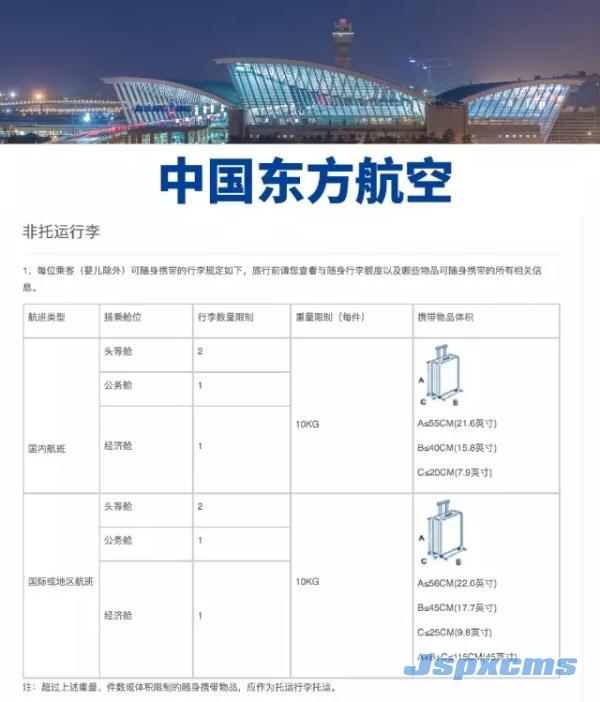 中国东方航空
非托运行李
1、每位乘客（婴儿除外）可随身携带的行李规定如下，旅行前请您查看与随身行李额度以及哪些物品可随身携带的所有相关信
息。
航班类型 搭乘舱位 行李数量限制 重量限制（每件） 携带物品体积
头等舱 2
公务舱 1
A
C B
10KG
A≤55CM(21.6英寸)
国内航班 经济舱 1
B≤40CM(15.8英寸)
C≤20CM(7.9英寸)
头等舱 2
公务舱 1
A
C B
国际或地区航班 10KG
A≤56CM(22.0英寸)
经济舱 1
B≤45CM(17.7英寸)
C≤25CM(9.8英寸)
A+B+C≤115CM(45英寸)
Jspxcms
注：超过上述重量、件数或体积限制的随身携带物品，应作为托运行李托运。